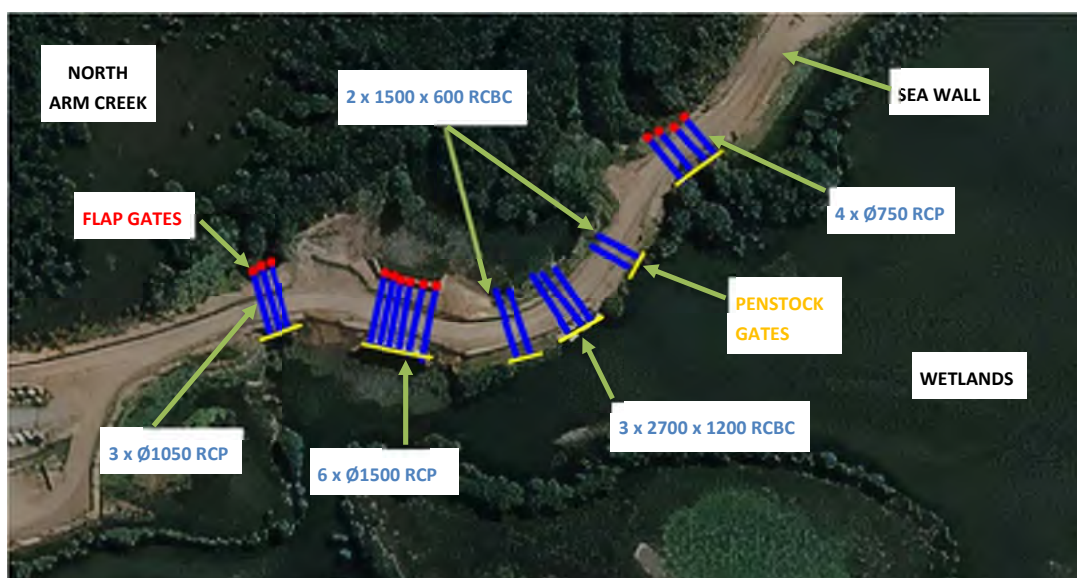 NORTH
ARM CREEK
2 x 1500 x 600 RCBC
SEA WALL
FLAP GATES
4 x Ø750 RCP
PENSTOCK
GATES
WETLANDS
3 x Ø1050 RCP
6 x Ø1500 RCP
3 x 2700 x 1200 RCBC